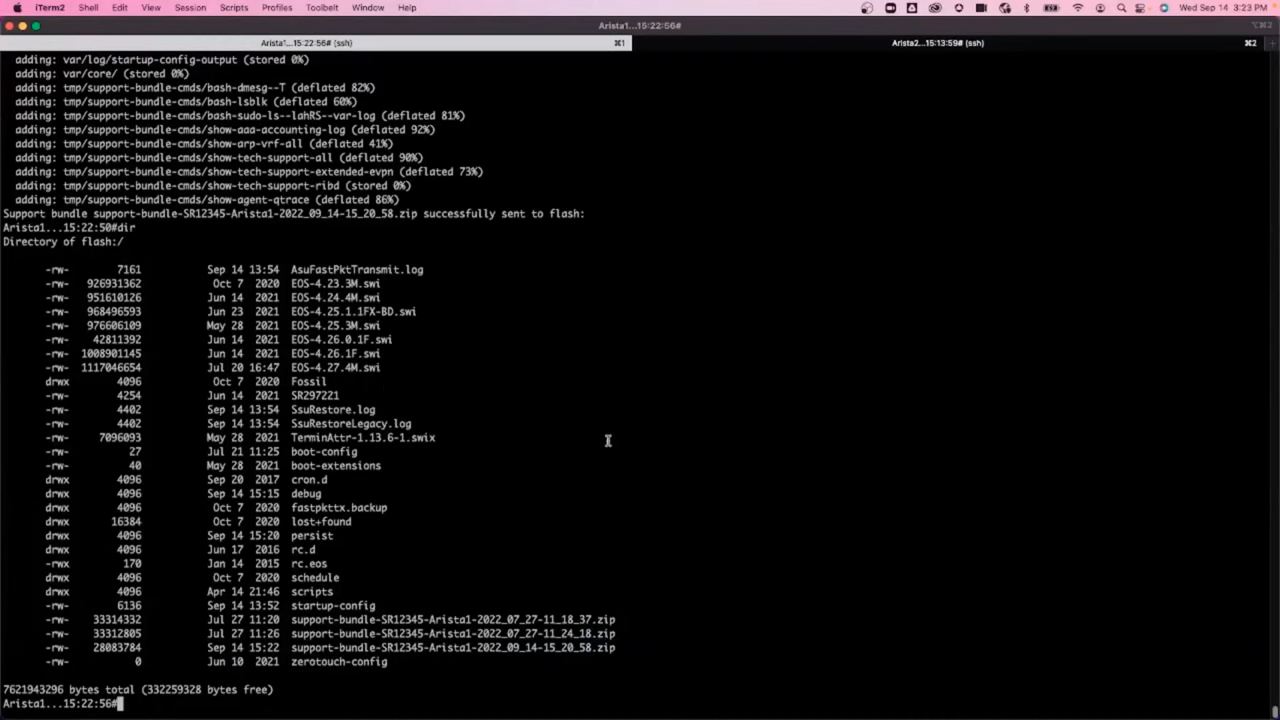 iTerm2 Shell Edit View Session Scripts Profiles Toolbelt Window Help Wed Sep 14 3:23 PM
Arista1...15:22:56# ⌥⌘2
Arista1...15:22:56# (ssh) ⌘1 Arista2...15:13:59# (ssh) ⌘2
adding: var/log/startup-config-output (stored 0%)
adding: var/core/ (stored 0%)
adding: tmp/support-bundle-cmds/bash-dmesg--T (deflated 82%)
adding: tmp/support-bundle-cmds/bash-lsblk (deflated 60%)
adding: tmp/support-bundle-cmds/bash-sudo-ls--lahRS--var-log (deflated 81%)
adding: tmp/support-bundle-cmds/show-aaa-accounting-log (deflated 92%)
adding: tmp/support-bundle-cmds/show-arp-vrf-all (deflated 41%)
adding: tmp/support-bundle-cmds/show-tech-support-all (deflated 90%)
adding: tmp/support-bundle-cmds/show-tech-support-extended-evpn (deflated 73%)
adding: tmp/support-bundle-cmds/show-tech-support-ribd (stored 0%)
adding: tmp/support-bundle-cmds/show-agent-qtrace (deflated 86%)
Support bundle support-bundle-SR12345-Arista1-2022_09_14-15_20_58.zip successfully sent to flash:
Arista1...15:22:50#dir
Directory of flash:/
-rw- 7161 Sep 14 13:54 AsuFastPktTransmit.log
-rw- 926931362 Oct 7 2020 EOS-4.23.3M.swi
-rw- 951610126 Jun 14 2021 EOS-4.24.4M.swi
-rw- 968496593 Jun 23 2021 EOS-4.25.1.1FX-BD.swi
-rw- 976606109 May 28 2021 EOS-4.25.3M.swi
-rw- 42811392 Jun 14 2021 EOS-4.26.0.1F.swi
-rw- 1008901145 Jun 14 2021 EOS-4.26.1F.swi
-rw- 1117046654 Jul 20 16:47 EOS-4.27.4M.swi
drwx 4096 Oct 7 2020 Fossil
-rw- 4254 Jun 14 2021 SR297221
-rw- 4402 Sep 14 13:54 SsuRestore.log
-rw- 4402 Sep 14 13:54 SsuRestoreLegacy.log
-rw- 7096093 May 28 2021 TerminAttr-1.13.6-1.swix
-rw- 27 Jul 21 11:25 boot-config
-rw- 40 May 28 2021 boot-extensions
drwx 4096 Sep 20 2017 cron.d
drwx 4096 Sep 14 15:15 debug
drwx 4096 Oct 7 2020 fastpkttx.backup
drwx 16384 Oct 7 2020 lost+found
drwx 4096 Sep 14 15:20 persist
drwx 4096 Jun 17 2016 rc.d
-rw- 170 Jan 14 2015 rc.eos
drwx 4096 Oct 7 2020 schedule
drwx 4096 Apr 14 21:46 scripts
-rw- 6136 Sep 14 13:52 startup-config
-rw- 33314332 Jul 27 11:20 support-bundle-SR12345-Arista1-2022_07_27-11_18_37.zip
-rw- 33312805 Jul 27 11:26 support-bundle-SR12345-Arista1-2022_07_27-11_24_18.zip
-rw- 28083784 Sep 14 15:22 support-bundle-SR12345-Arista1-2022_09_14-15_20_58.zip
-rw- 0 Jun 10 2021 zerotouch-config
7621943296 bytes total (332259328 bytes free)
Arista1...15:22:56#